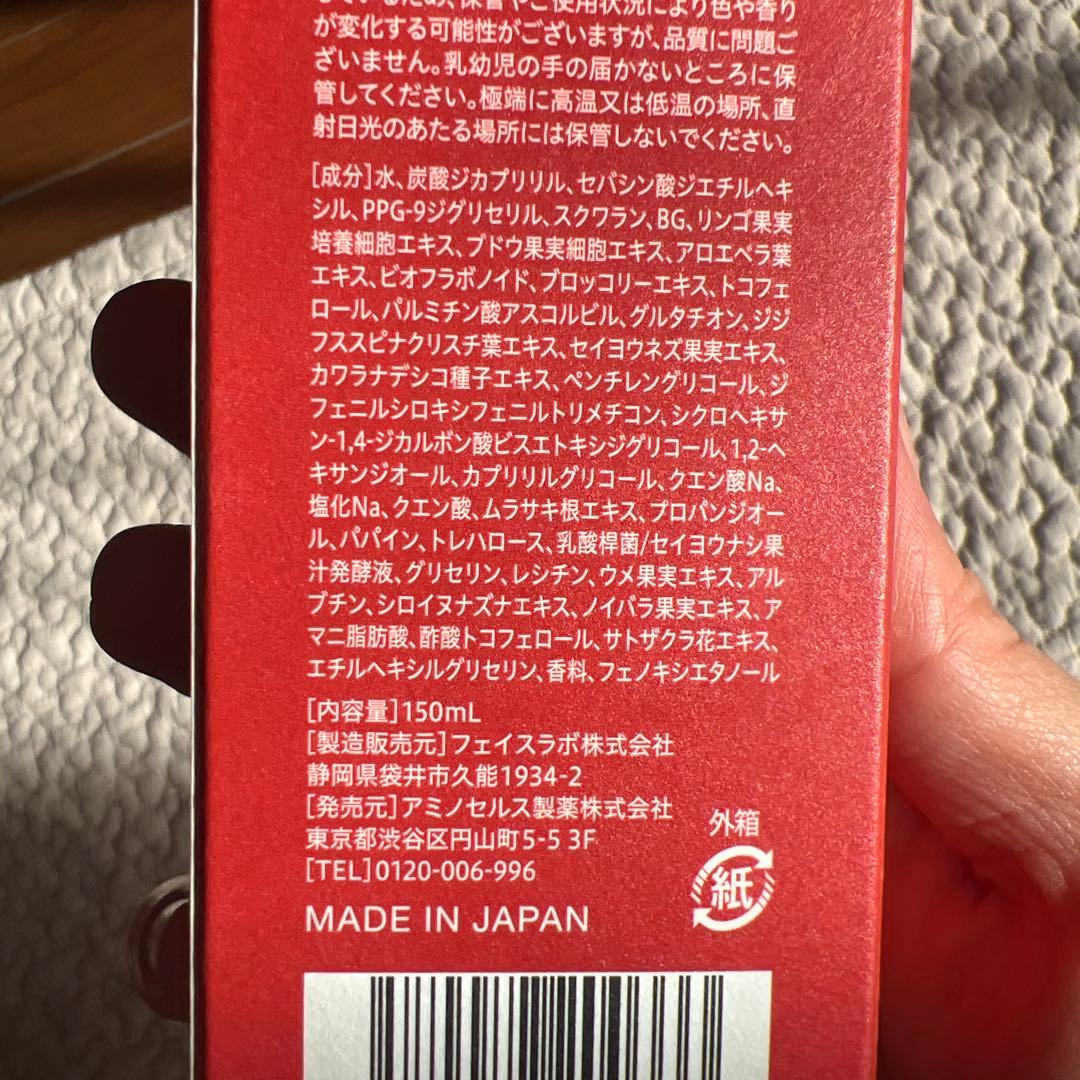 しているため、保管やご使用状況により色や香り
が変化する可能性がございますが、品質に問題ご
ざいません。乳幼児の手の届かないところに保
管してください。極端に高温又は低温の場所、直
射日光のあたる場所には保管しないでください。
[成分]水、炭酸ジカプリリル、セバシン酸ジエチルヘキ
シル、PPG-9ジグリセリル、スクワラン、BG、リンゴ果実
培養細胞エキス、ブドウ果実細胞エキス、アロエベラ葉
エキス、ビオフラボノイド、ブロッコリーエキス、トコフェ
ロール、パルミチン酸アスコルビル、グルタチオン、ジジ
フススピナクリスチ葉エキス、セイヨウネズ果実エキス、
カワラナデシコ種子エキス、ペンチレングリコール、ジ
フェニルシロキシフェニルトリメチコン、シクロヘキサ
ン-1,4-ジカルボン酸ビスエトキシジグリコール、1,2-ヘ
キサンジオール、カプリリルグリコール、クエン酸Na、
塩化Na、クエン酸、ムラサキ根エキス、プロパンジオー
ル、パパイン、トレハロース、乳酸桿菌/セイヨウナシ果
汁発酵液、グリセリン、レシチン、ウメ果実エキス、アル
ブチン、シロイヌナズナエキス、ノイバラ果実エキス、ア
マニ脂肪酸、酢酸トコフェロール、サトザクラ花エキス、
エチルヘキシルグリセリン、香料、フェノキシエタノール
[内容量]150mL
[製造販売元]フェイスラボ株式会社
静岡県袋井市久能1934-2
[発売元]アミノセルス製薬株式会社
東京都渋谷区円山町5-5 3F
[TEL]0120-006-996
外箱
紙
MADE IN JAPAN